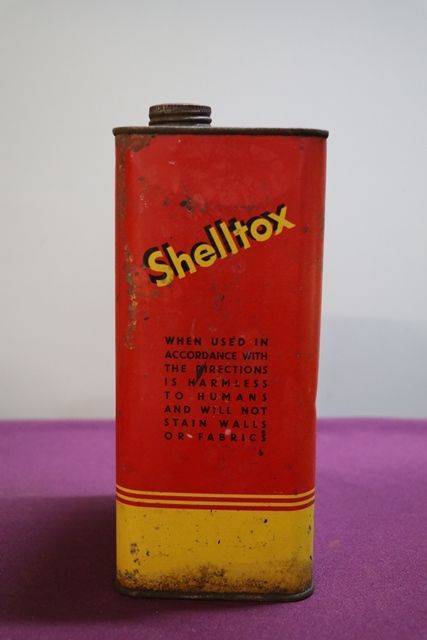 Shelltox
WHEN USED IN
ACCORDANCE WITH
THE DIRECTIONS
IS HARMLESS
TO HUMANS
AND WILL NOT
STAIN WALLS
OR FABRICS